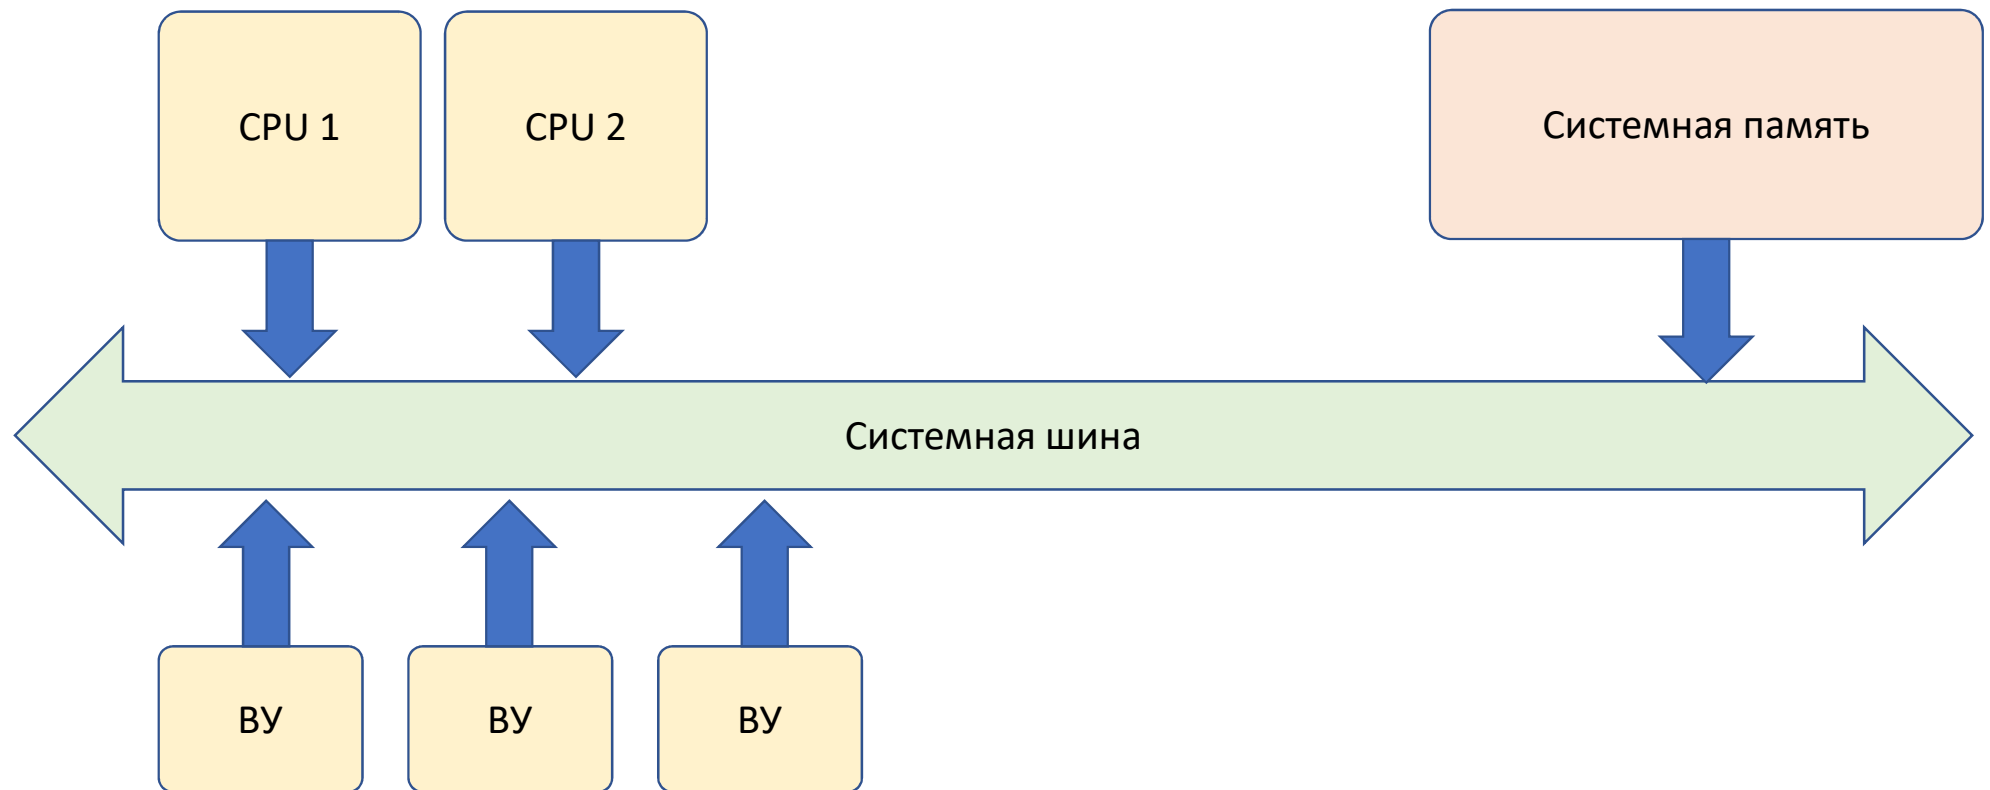 CPU 1
CPU 2
Системная память
Системная шина
ВУ
ВУ
ВУ